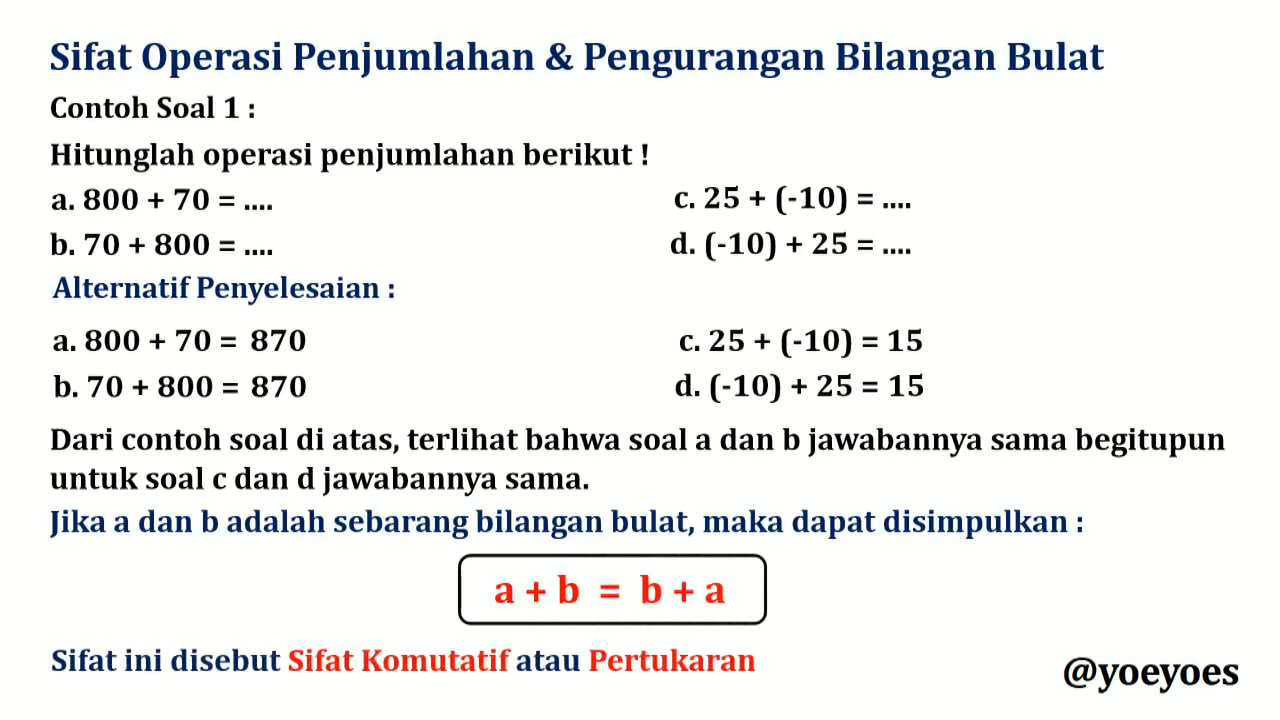 Sifat Operasi Penjumlahan & Pengurangan Bilangan Bulat
Contoh Soal 1 :
Hitunglah operasi penjumlahan berikut !
a. 800 + 70 = ....
b. 70 + 800 = ....
c. 25 + (-10) = ....
d. (-10) + 25 = ....
Alternatif Penyelesaian :
a. 800 + 70 = 870
b. 70 + 800 = 870
c. 25 + (-10) = 15
d. (-10) + 25 = 15
Dari contoh soal di atas, terlihat bahwa soal a dan b jawabannya sama begitupun
untuk soal c dan d jawabannya sama.
Jika a dan b adalah sebarang bilangan bulat, maka dapat disimpulkan :
a + b = b + a
Sifat ini disebut Sifat Komutatif atau Pertukaran
@yoeyoes